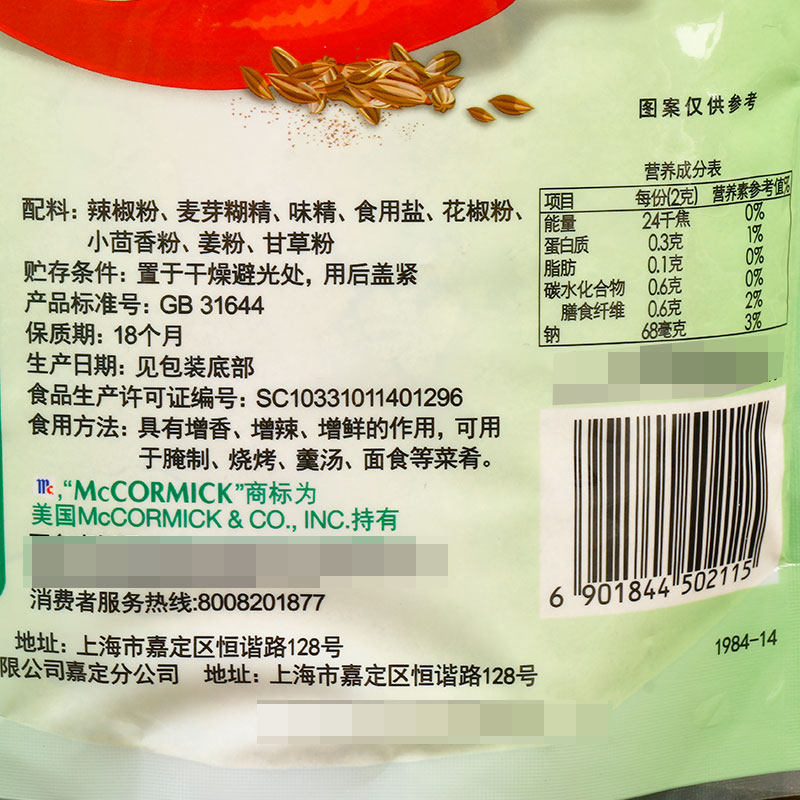 图案仅供参考
营养成分表
项目 每份(2克) 营养素参考值%
能量 24千焦 0%
蛋白质 0.3克 1%
脂肪 0.1克 0%
碳水化合物 0.6克 0%
膳食纤维 0.6克 2%
钠 68毫克 3%
配料: 辣椒粉、麦芽糊精、味精、食用盐、花椒粉、
小茴香粉、姜粉、甘草粉
贮存条件: 置于干燥避光处, 用后盖紧
产品标准号: GB 31644
保质期: 18个月
生产日期: 见包装底部
食品生产许可证编号: SC10331011401296
食用方法: 具有增香、增辣、增鲜的作用, 可用
于腌制、烧烤、羹汤、面食等菜肴。
Mc,“McCORMICK”商标为
美国McCORMICK & CO., INC.持有
消费者服务热线:8008201877
地址: 上海市嘉定区恒谐路128号
限公司嘉定分公司 地址: 上海市嘉定区恒谐路128号
6 901844 502115
1984-14